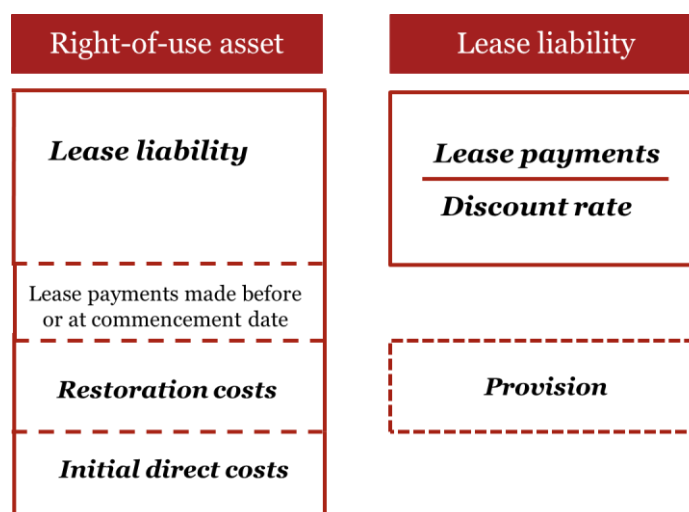 Right-of-use asset
Lease liability
Lease liability
Lease payments made before
or at commencement date
Restoration costs
Initial direct costs
Lease payments
Discount rate
Provision